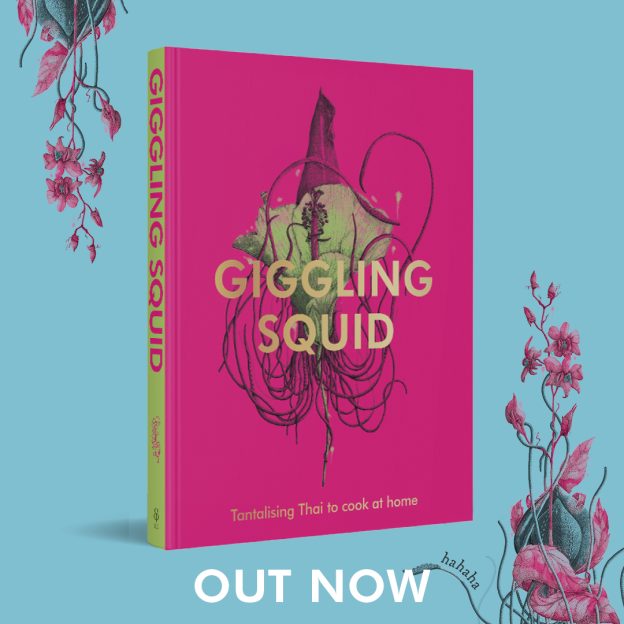 GIGGLING SQUID
GIGGLING
SQUID
Tantalising Thai to cook at home
hahaha
OUT NOW